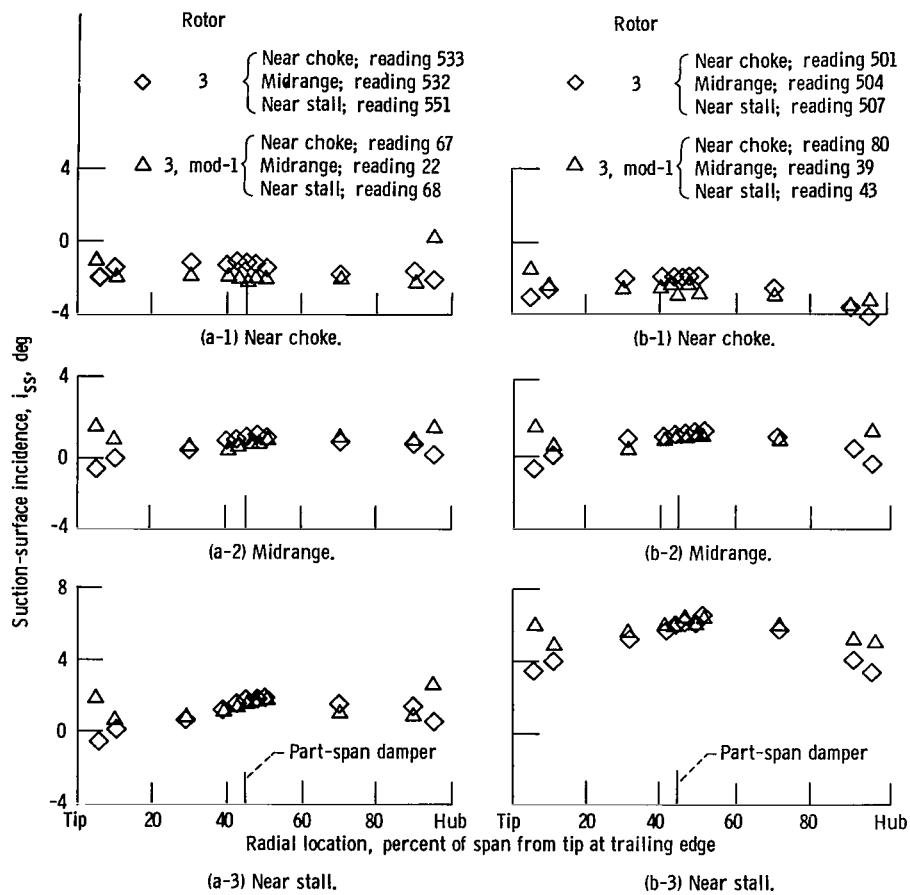 Rotor
◇ 3 Near choke; reading 533
Midrange; reading 532
Near stall; reading 551
△ 3, mod-1 Near choke; reading 67
Midrange; reading 22
Near stall; reading 68
Rotor
◇ 3 Near choke; reading 501
Midrange; reading 504
Near stall; reading 507
△ 3, mod-1 Near choke; reading 80
Midrange; reading 39
Near stall; reading 43
4
0
-4
(a-1) Near choke.
(b-1) Near choke.
4
0
-4
(a-2) Midrange.
(b-2) Midrange.
8
4
0
-4
Part-span damper
Part-span damper
Tip 20 40 60 80 Hub
20 40 60 80 Hub
Suction-surface incidence, i_ss, deg
Radial location, percent of span from tip at trailing edge
(a-3) Near stall.
(b-3) Near stall.